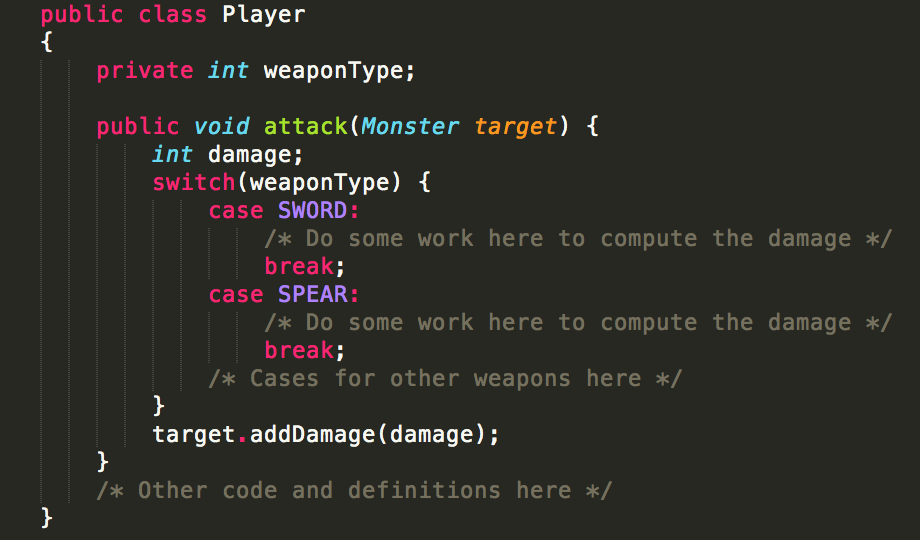 public class Player
{
private int weaponType;
public void attack(Monster target) {
int damage;
switch(weaponType) {
case SWORD:
/* Do some work here to compute the damage */
break;
case SPEAR:
/* Do some work here to compute the damage */
break;
/* Cases for other weapons here */
}
target.addDamage(damage);
}
/* Other code and definitions here */
}